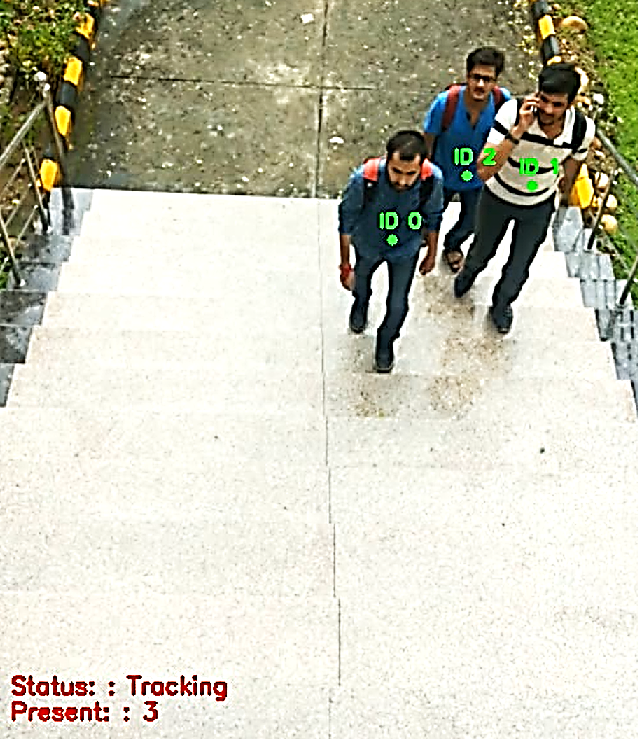 ID 2
ID 1
ID 0
Status: : Tracking
Present: : 3